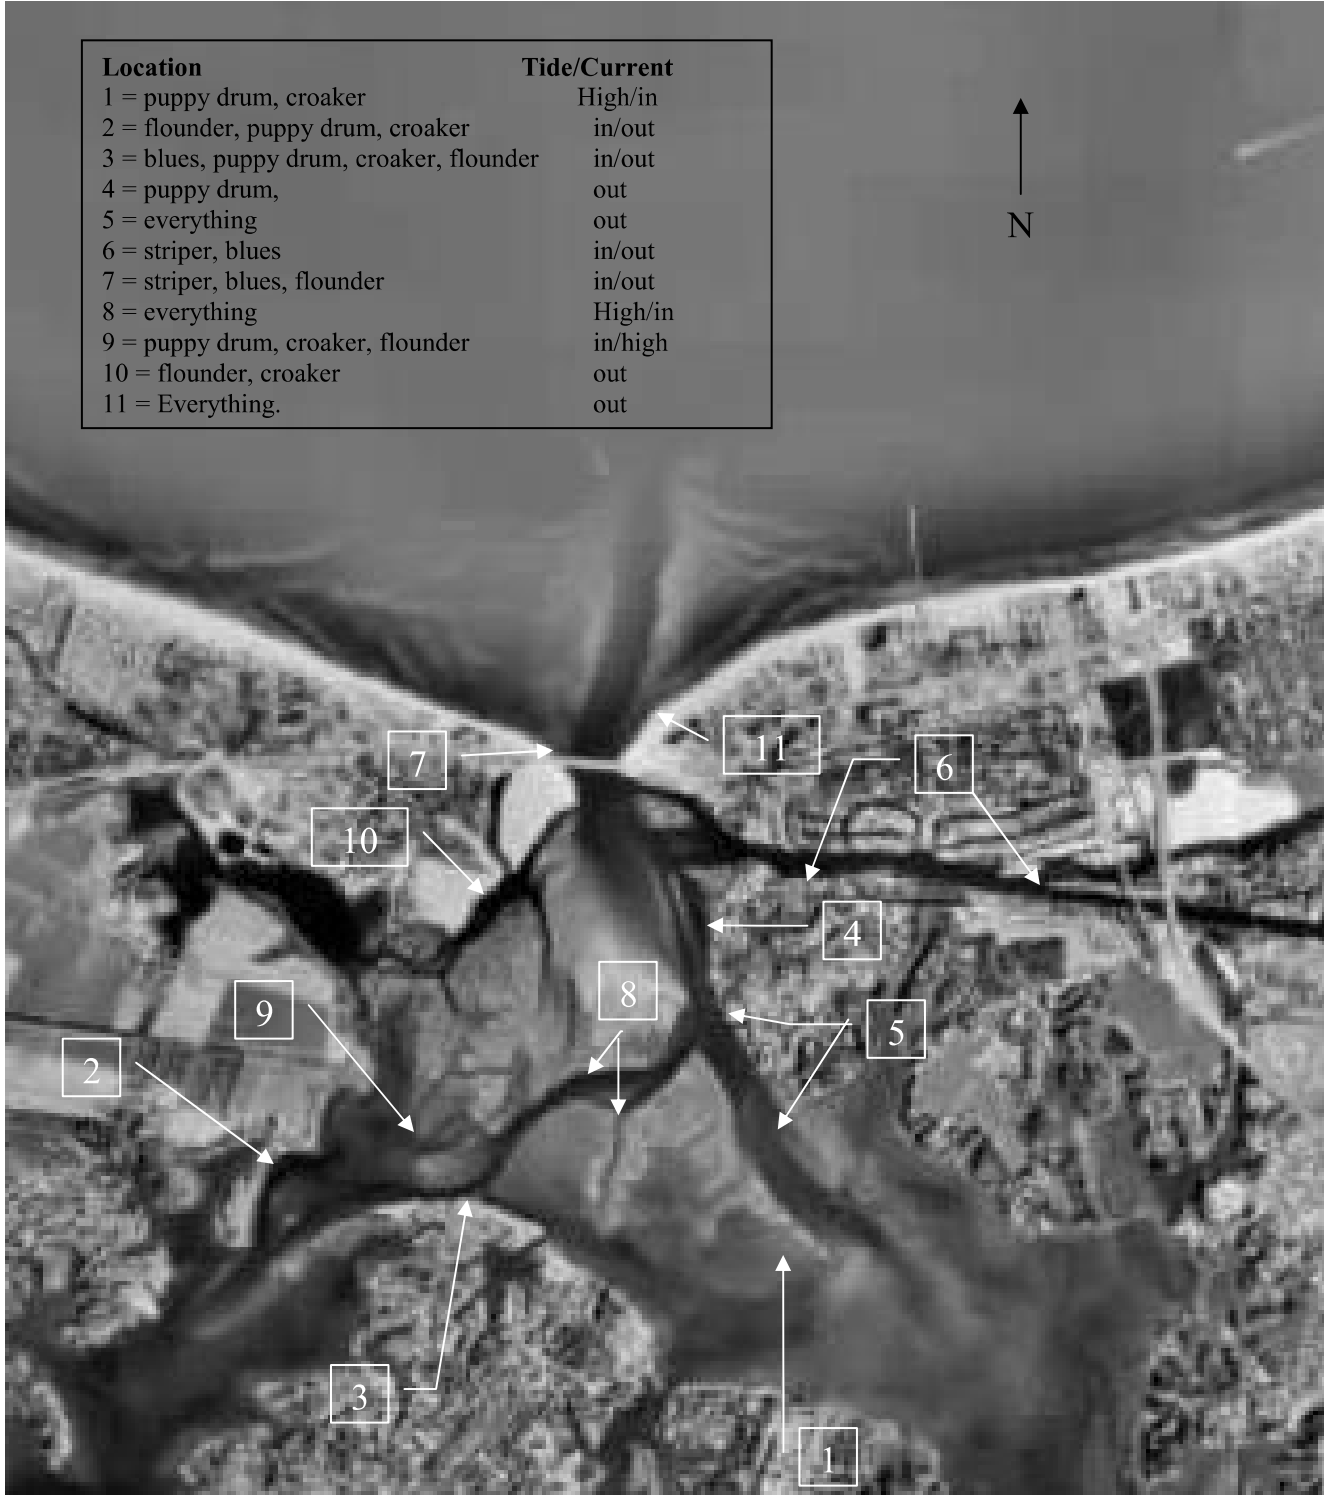 Location Tide/Current
1 = puppy drum, croaker High/in
2 = flounder, puppy drum, croaker in/out
3 = blues, puppy drum, croaker, flounder in/out
4 = puppy drum, out
5 = everything out
6 = striper, blues in/out
7 = striper, blues, flounder in/out
8 = everything High/in
9 = puppy drum, croaker, flounder in/high
10 = flounder, croaker out
11 = Everything. out
N
7
11
6
10
4
8
9
5
2
3
1